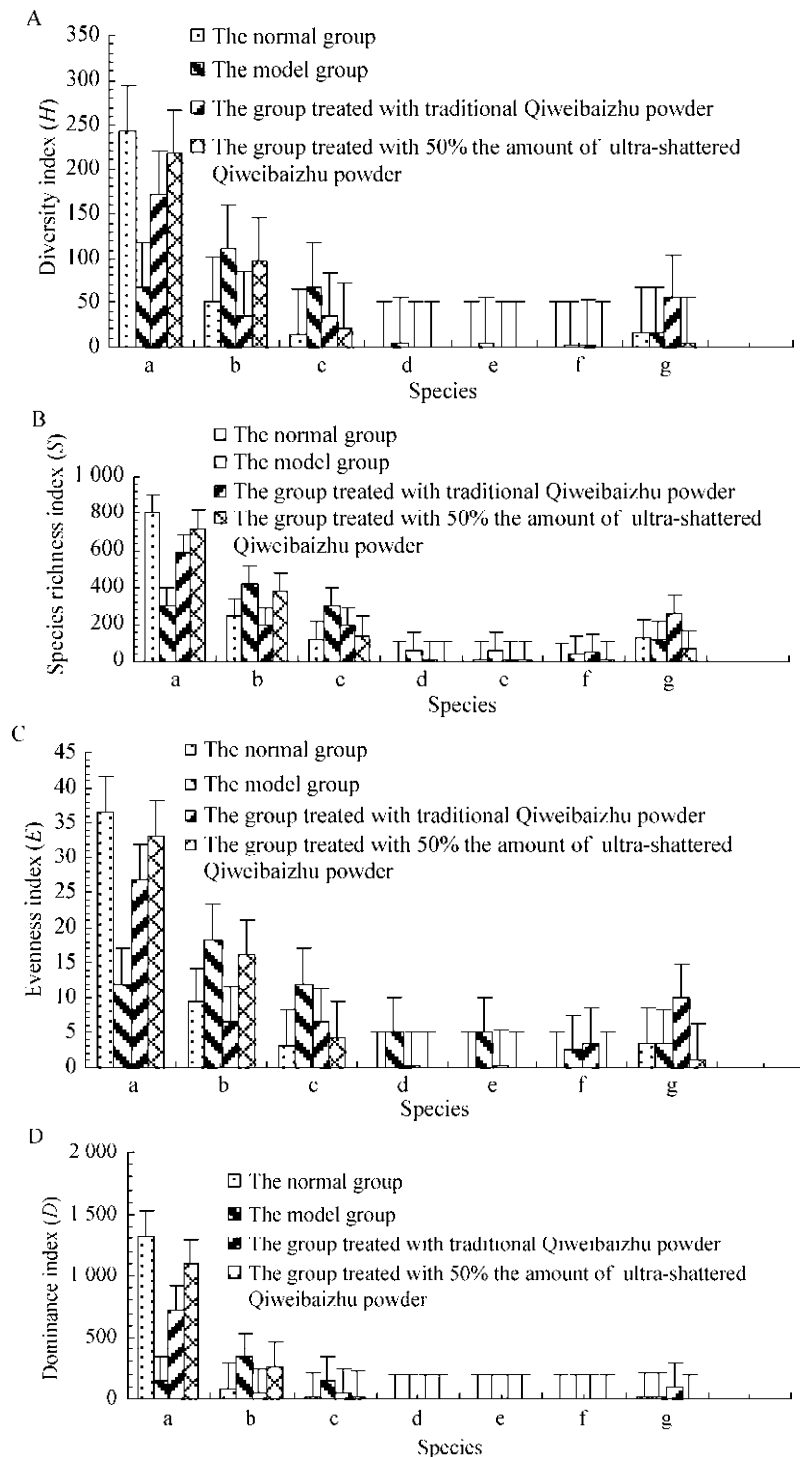 A
The normal group
The model group
The group treated with traditional Qiweibaizhu powder
The group treated with 50% the amount of ultra-shattered
Qiweibaizhu powder
350
300
250
200
150
100
50
0
Diversity index (H)
a b c d e f g
Species
B
The normal group
The model group
The group treated with traditional Qiweibaizhu powder
The group treated with 50% the amount of ultra-shattered
Qiweibaizhu powder
1 000
800
600
400
200
0
Species richness index (S)
a b c d c f g
Species
C
The normal group
The model group
The group treated with traditional Qiweibaizhu powder
The group treated with 50% the amount of ultra-shattered
Qiweibaizhu powder
45
40
35
30
25
20
15
10
5
0
Evenness index (E)
a b c d e f g
Species
D
The normal group
The model group
The group treated with traditional Qiweibaizhu powder
The group treated with 50% the amount of ultra-shattered
Qiweibaizhu powder
2 000
1 500
1 000
500
0
Dominance index (D)
a b c d e f g
Species